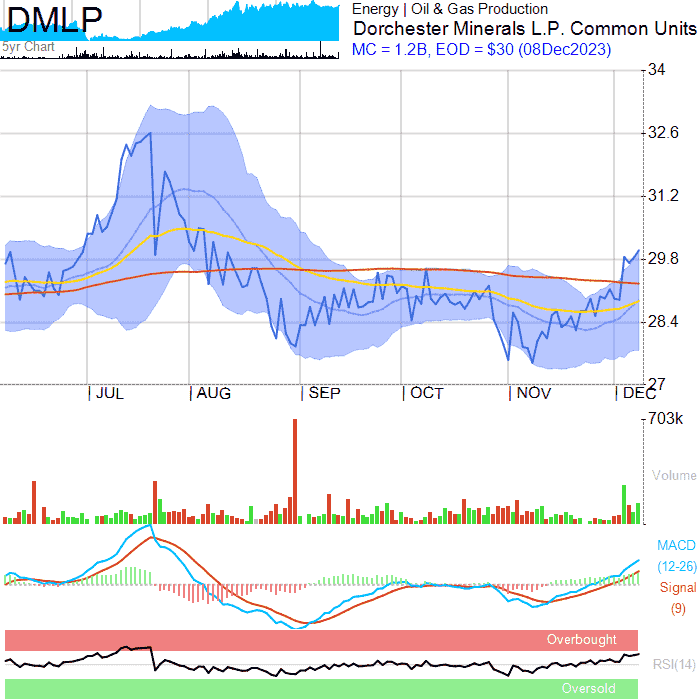 DMLP
5yr Chart
Energy | Oil & Gas Production
Dorchester Minerals L.P. Common Units
MC = 1.2B, EOD = $30 (08Dec2023)
34
32.6
31.2
29.8
28.4
27
JUL AUG SEP OCT NOV DEC
703k
Volume
MACD
(12-26)
Signal
(9)
Overbought
RSI(14)
Oversold